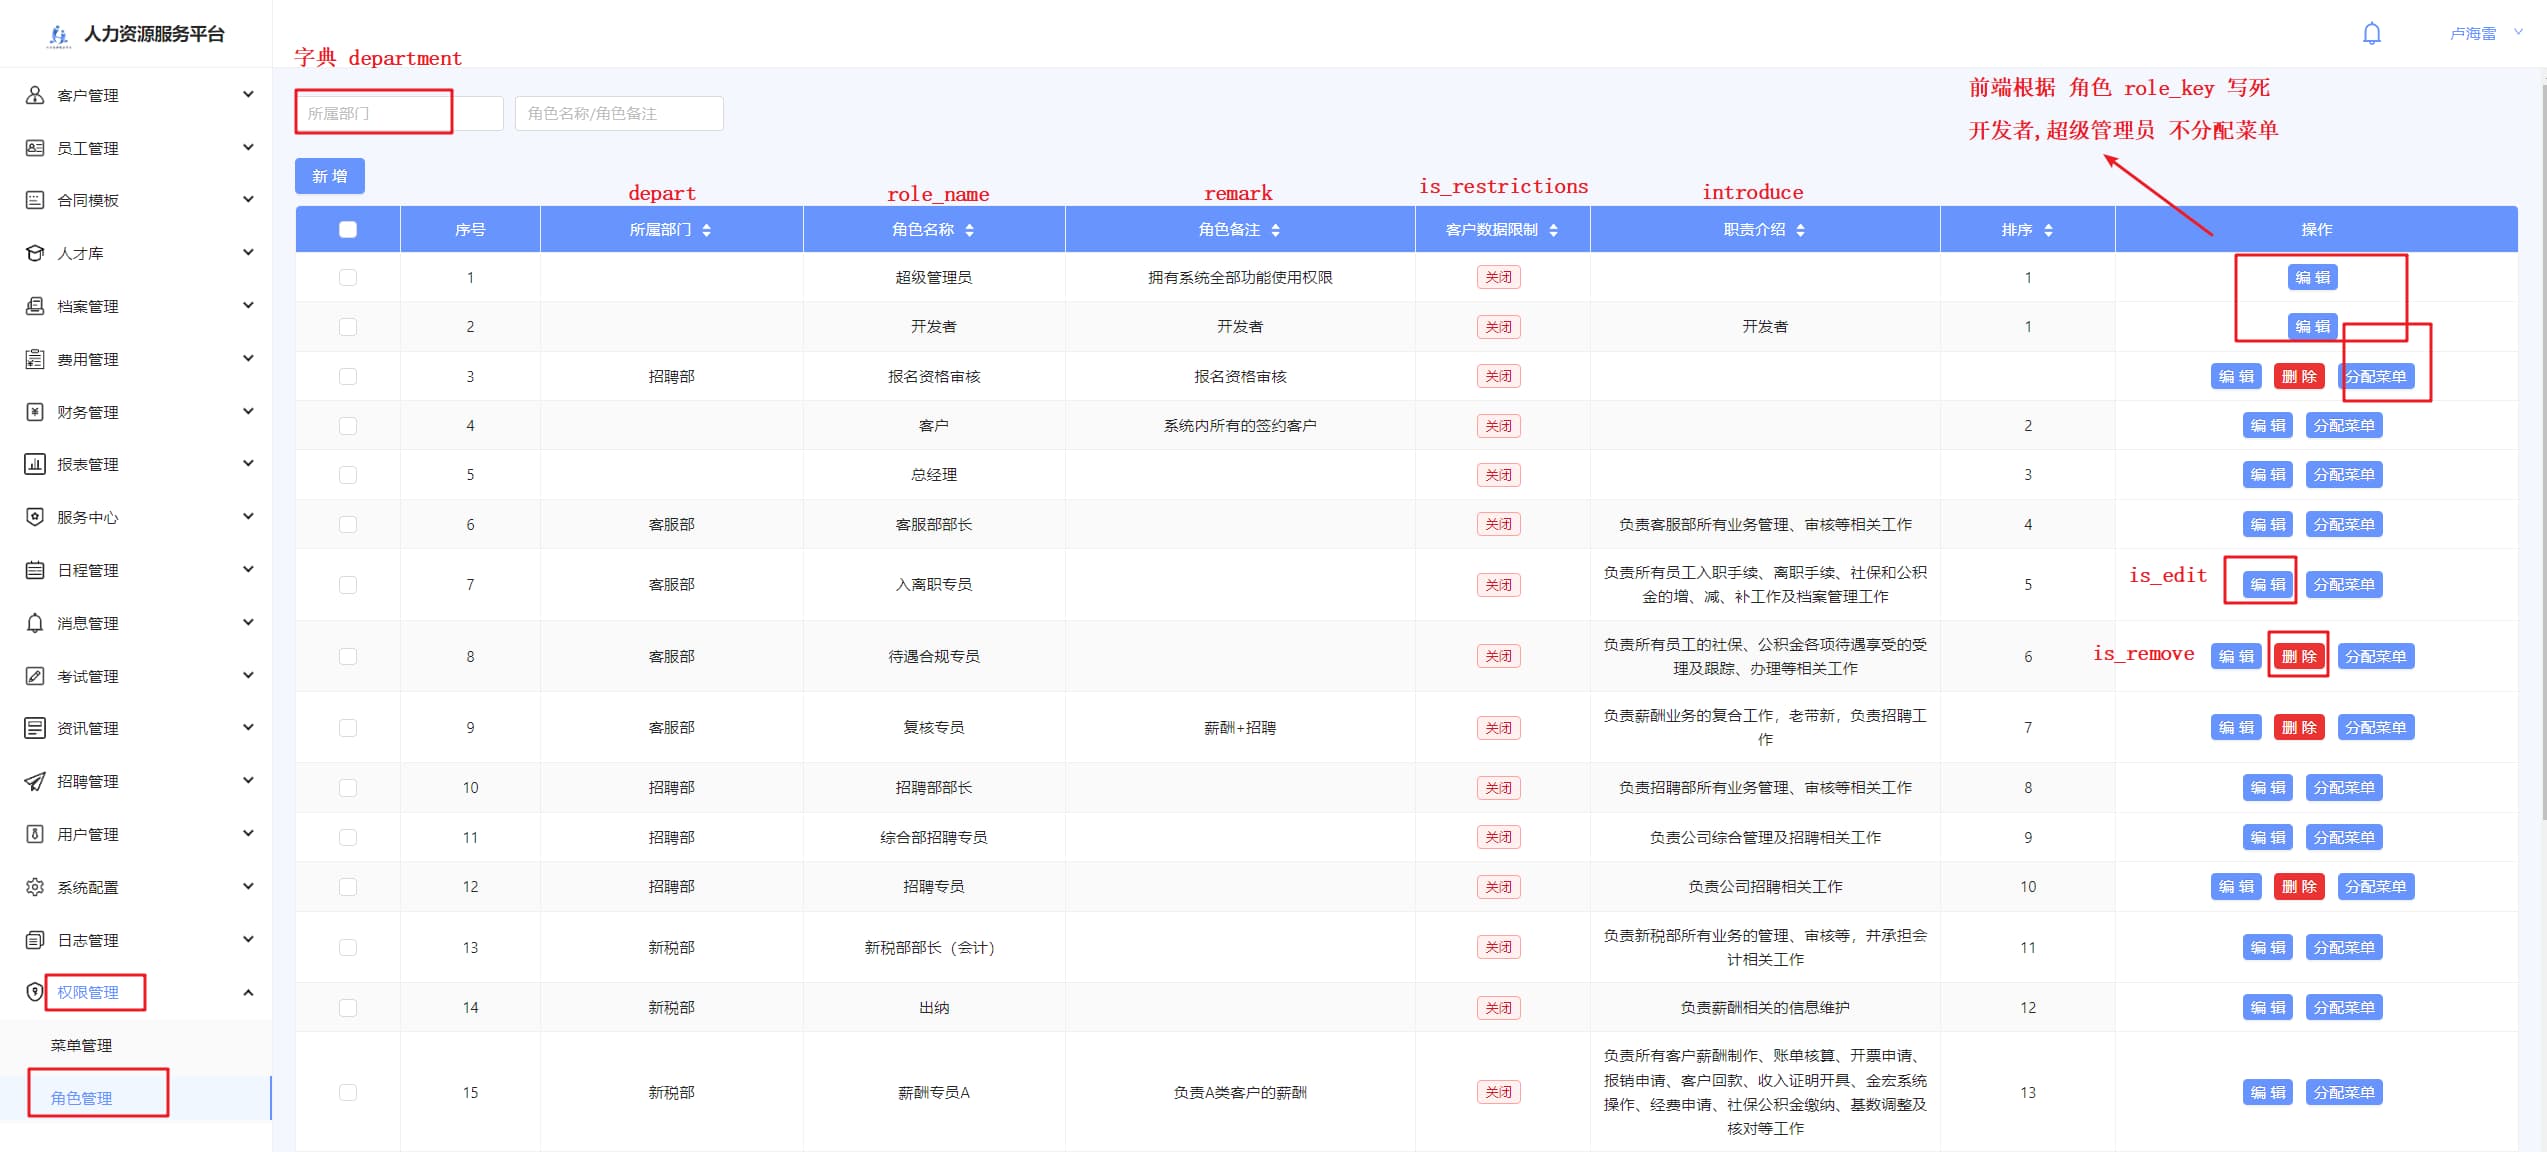 人力资源服务平台
卢海雷
字典 department
前端根据 角色 role_key 写死
开发者,超级管理员 不分配菜单
所属部门
角色名称/角色备注
新 增
客户管理
员工管理
合同模板
人才库
档案管理
费用管理
财务管理
报表管理
服务中心
日程管理
消息管理
考试管理
资讯管理
招聘管理
用户管理
系统配置
日志管理
权限管理
菜单管理
角色管理
depart role_name remark is_restrictions introduce
序号 所属部门 角色名称 角色备注 客户数据限制 职责介绍 排序 操作
1 超级管理员 拥有系统全部功能使用权限 关闭 1 编 辑
2 开发者 开发者 关闭 开发者 1 编 辑
3 招聘部 报名资格审核 报名资格审核 关闭 编 辑 删 除 分配菜单
4 客户 系统内所有的签约客户 关闭 2 编 辑 分配菜单
5 总经理 关闭 3 编 辑 分配菜单
6 客服部 客服部部长 关闭 负责客服部所有业务管理、审核等相关工作 4 编 辑 分配菜单
7 客服部 入离职专员 关闭 负责所有员工入职手续、离职手续、社保和公积
金的增、减、补工作及档案管理工作 5 is_edit 编 辑 分配菜单
8 客服部 待遇合规专员 关闭 负责所有员工的社保、公积金各项待遇享受的受
理及跟踪、办理等相关工作 6 is_remove 编 辑 删 除 分配菜单
9 客服部 复核专员 薪酬+招聘 关闭 负责薪酬业务的复合工作，老带新，负责招聘工
作 7 编 辑 删 除 分配菜单
10 招聘部 招聘部部长 关闭 负责招聘部所有业务管理、审核等相关工作 8 编 辑 分配菜单
11 招聘部 综合部招聘专员 关闭 负责公司综合管理及招聘相关工作 9 编 辑 分配菜单
12 招聘部 招聘专员 关闭 负责公司招聘相关工作 10 编 辑 删 除 分配菜单
13 新税部 新税部部长（会计） 关闭 负责新税部所有业务的管理、审核等，并承担会
计相关工作 11 编 辑 分配菜单
14 新税部 出纳 关闭 负责薪酬相关的信息维护 12 编 辑 分配菜单
15 新税部 薪酬专员A 负责A类客户的薪酬 关闭 负责所有客户薪酬制作、账单核算、开票申请、
报销申请、客户回款、收入证明开具、金宏系统
操作、经费申请、社保公积金缴纳、基数调整及
核对等工作 13 编 辑 分配菜单